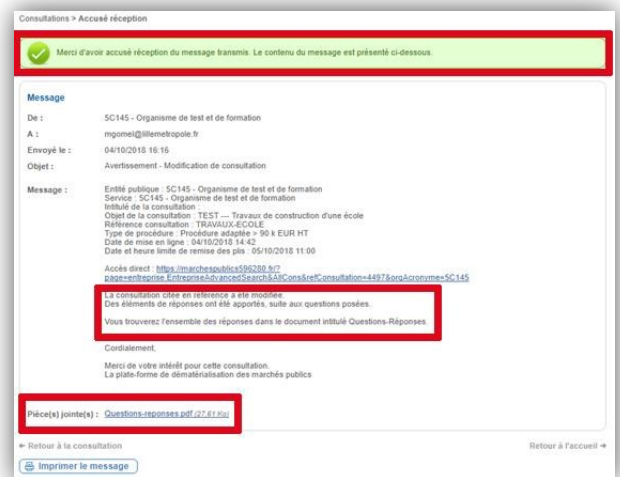 Consultations > Accusé réception
Merci d'avoir accusé réception du message transmis. Le contenu du message est présenté ci-dessous.
Message
De : 5C145 - Organisme de test et de formation
A : mgomel@lillemetropole.fr
Envoyé le : 04/10/2018 16:16
Objet : Avertissement - Modification de consultation
Message : Entité publique : 5C145 - Organisme de test et de formation
Service : 5C145 - Organisme de test et de formation
Intitulé de la consultation :
Objet de la consultation : TEST --- Travaux de construction d'une école
Référence consultation : TRAVAUX-ECOLE
Type de procédure : Procédure adaptée > 90 k EUR HT
Date de mise en ligne : 04/10/2018 14:42
Date et heure limite de remise des plis : 05/10/2018 11:00
Accès direct : https://marchespublics596280.fr/?
page=entreprise.EntrepriseAdvancedSearch&AllCons&refConsultation=4497&orgAcronyme=5C145
La consultation citée en référence a été modifiée.
Des éléments de réponses ont été apportés, suite aux questions posées.
Vous trouverez l'ensemble des réponses dans le document intitulé Questions-Réponses.
Cordialement,
Merci de votre intérêt pour cette consultation.
La plate-forme de dématérialisation des marchés publics
Pièce(s) jointe(s) : Questions-reponses.pdf (27,61 Ko)
Retour à la consultation
Retour à l'accueil
Imprimer le message